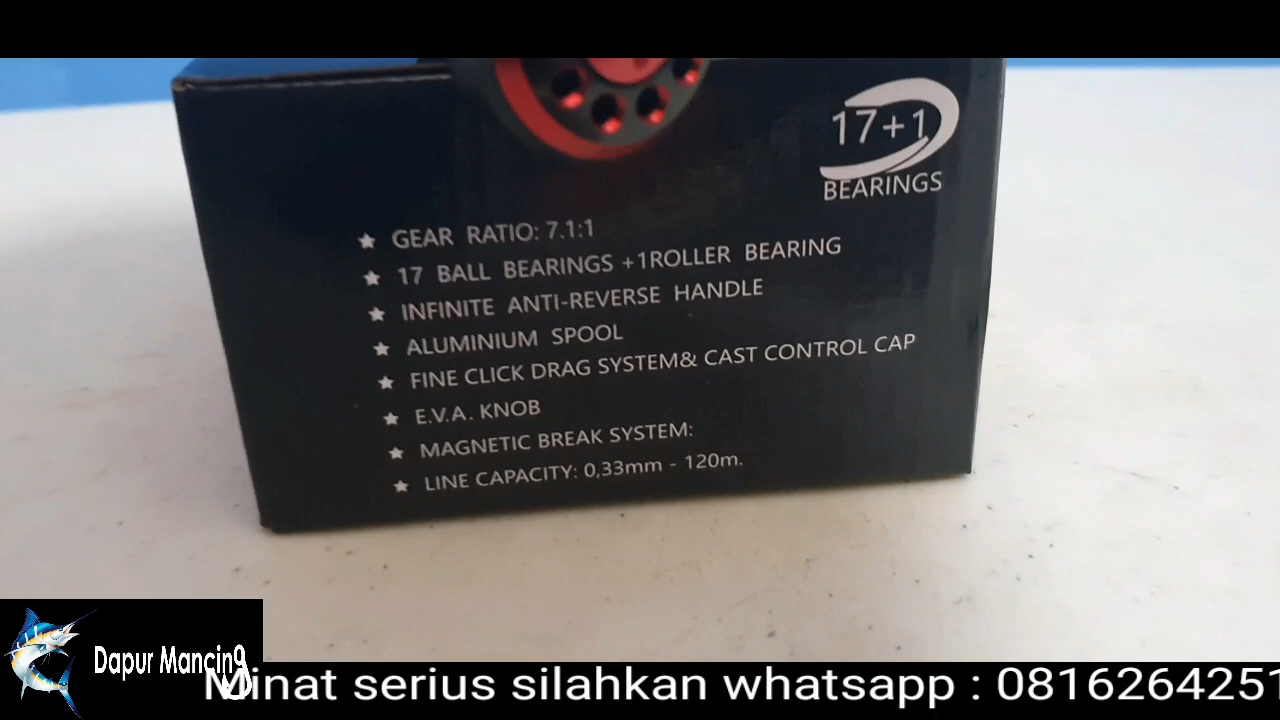 17+1
BEARINGS
GEAR RATIO: 7.1:1
17 BALL BEARINGS +1ROLLER BEARING
INFINITE ANTI-REVERSE HANDLE
ALUMINIUM SPOOL
FINE CLICK DRAG SYSTEM& CAST CONTROL CAP
E.V.A. KNOB
MAGNETIC BREAK SYSTEM:
LINE CAPACITY: 0,33mm - 120m.
Dapur Mancing
Minat serius silahkan whatsapp : 0816264251